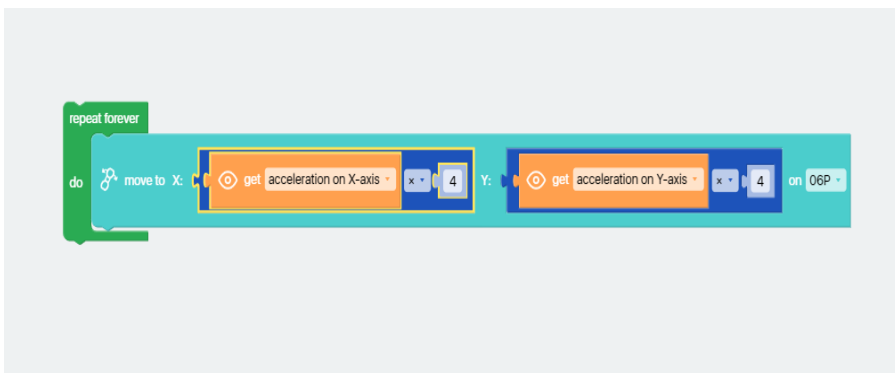 repeat forever
do move to X: get acceleration on X-axis × 4 Y: get acceleration on Y-axis × 4 on 06P